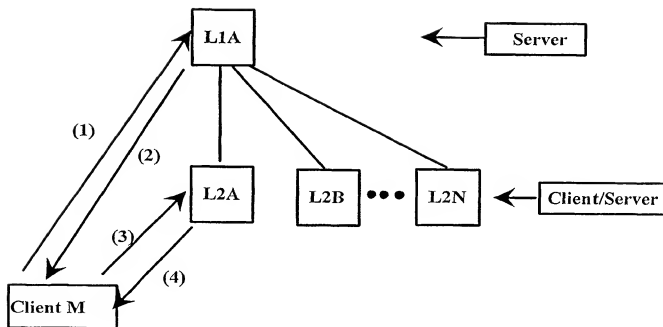 L1A
Server
(1)
(2)
L2A
L2B
L2N
Client/Server
(3)
(4)
Client M